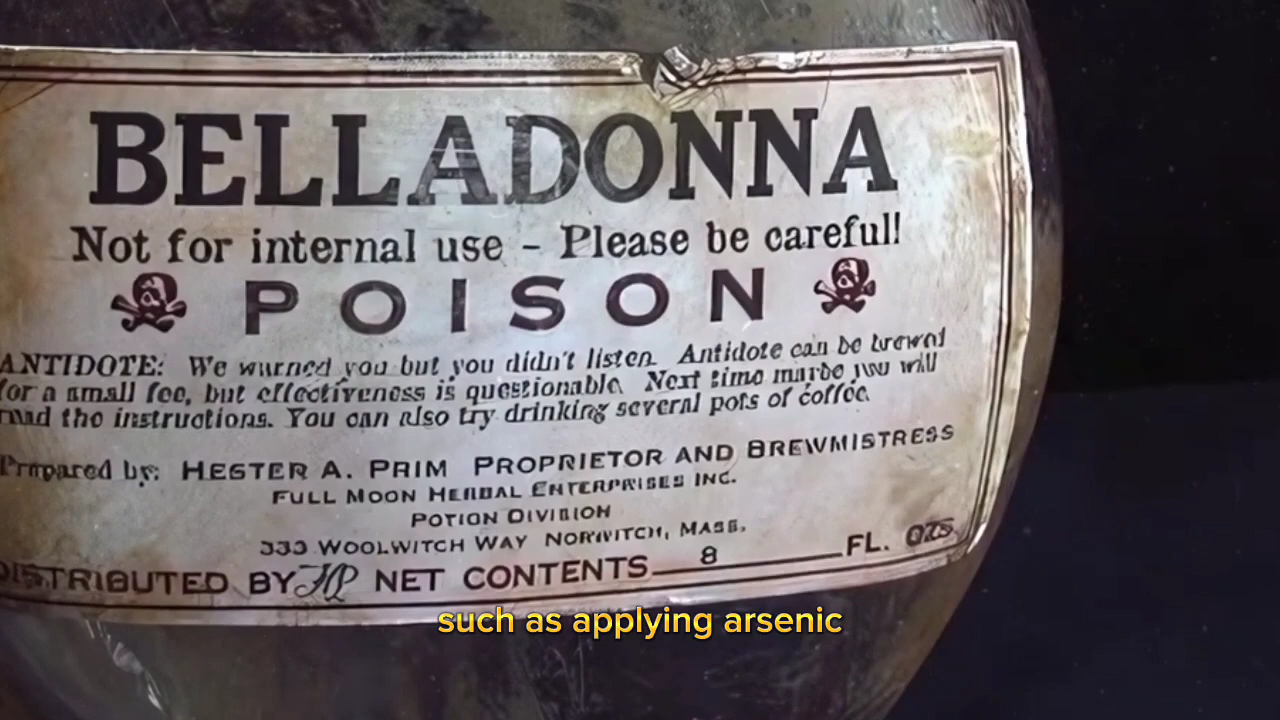 BELLADONNA
Not for internal use - Please be careful!
POISON
ANTIDOTE: We warned you but you didn't listen. Antidote can be brewed
for a small fee, but effectiveness is questionable. Next time maybe you will
read the instructions. You can also try drinking several pots of coffee.
Prepared by: HESTER A. PRIM PROPRIETOR AND BREWMISTRESS
FULL MOON HERBAL ENTERPRISES INC.
POTION DIVISION
333 WOOLWITCH WAY NORWITCH, MASS.
DISTRIBUTED BY HP NET CONTENTS 8 FL. OZS
such as applying arsenic